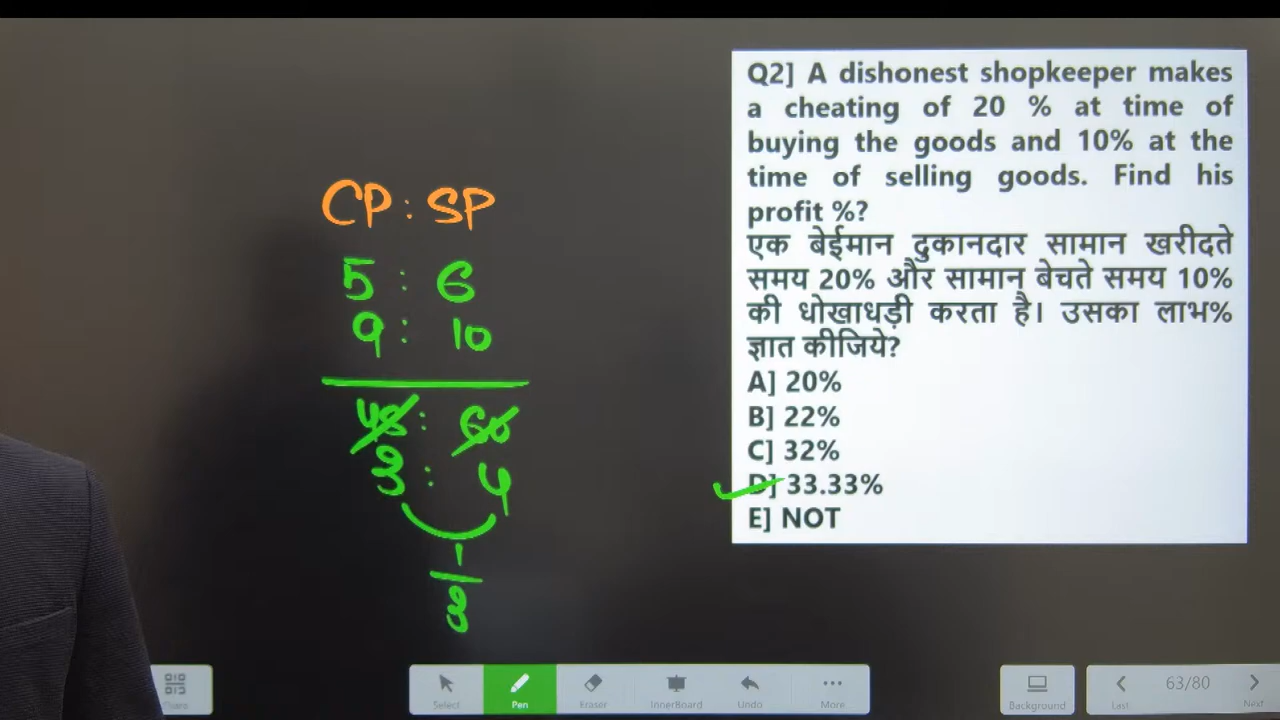 CP : SP
5 : 6
9 : 10
45 : 60
3 : 4
1
3
Q2] A dishonest shopkeeper makes
a cheating of 20 % at time of
buying the goods and 10% at the
time of selling goods. Find his
profit %?
एक बेईमान दुकानदार सामान खरीदते
समय 20% और सामान बेचते समय 10%
की धोखाधड़ी करता है। उसका लाभ%
ज्ञात कीजिये?
A] 20%
B] 22%
C] 32%
D] 33.33%
E] NOT
Select
Pen
Eraser
InnerBoard
Undo
More
Background
Last
63/80
Next